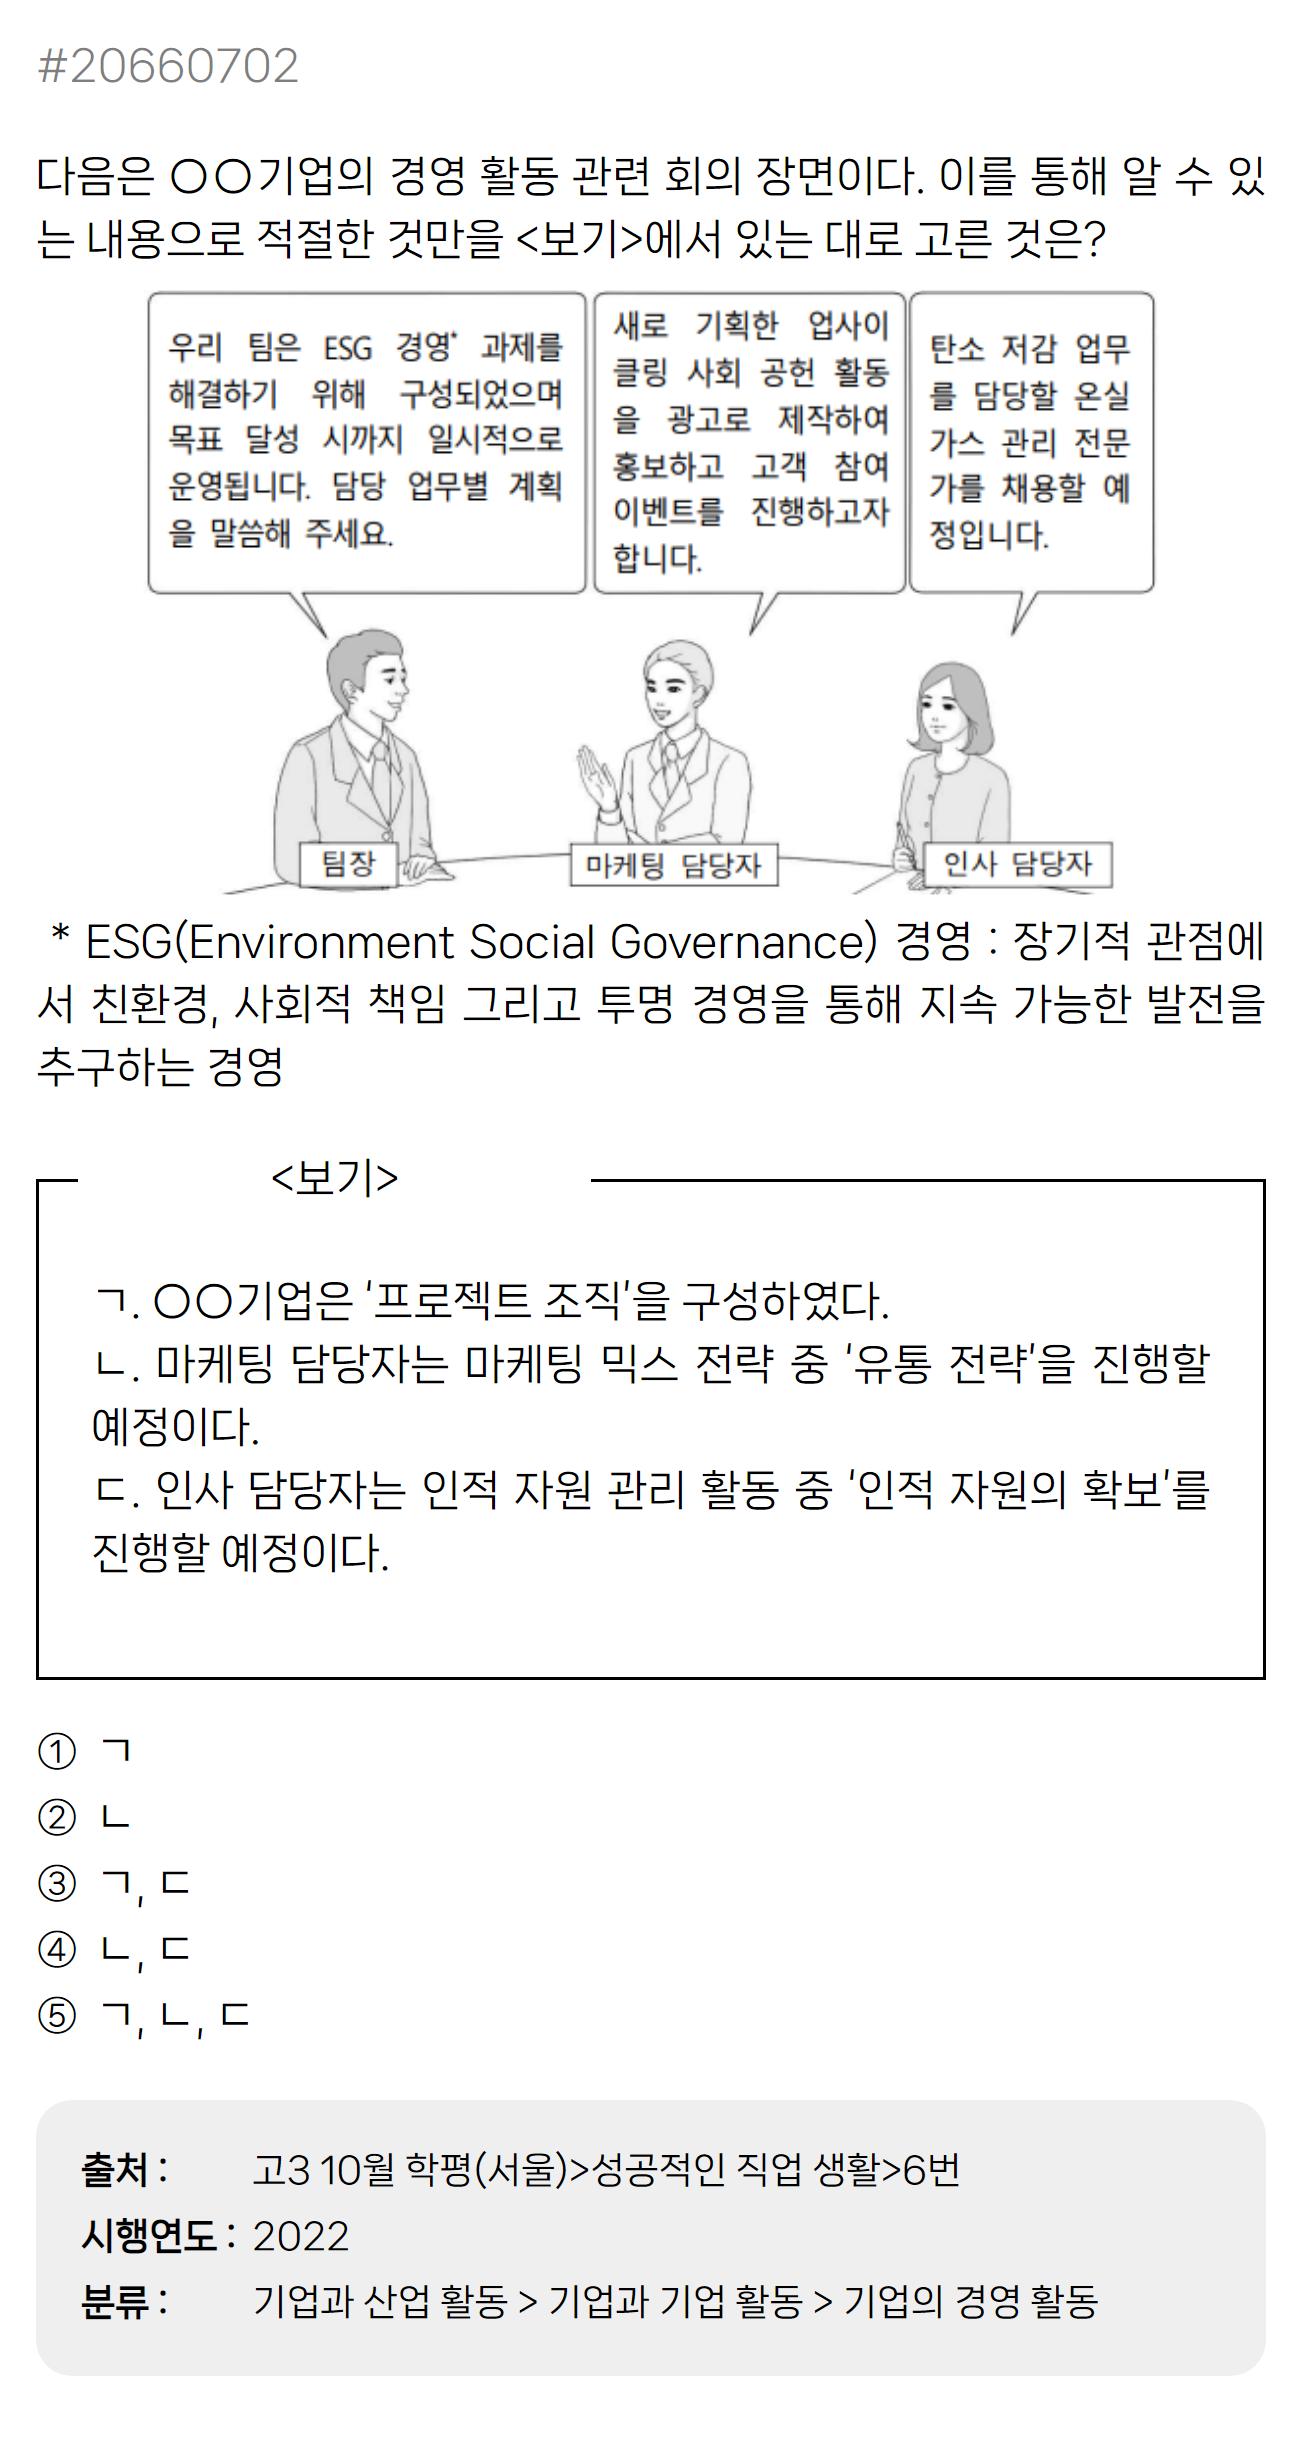 #20660702
다음은 ○○기업의 경영 활동 관련 회의 장면이다. 이를 통해 알 수 있
는 내용으로 적절한 것만을 <보기>에서 있는 대로 고른 것은?
우리 팀은 ESG 경영* 과제를
해결하기 위해 구성되었으며
목표 달성 시까지 일시적으로
운영됩니다. 담당 업무별 계획
을 말씀해 주세요.
새로 기획한 업사이
클링 사회 공헌 활동
을 광고로 제작하여
홍보하고 고객 참여
이벤트를 진행하고자
합니다.
탄소 저감 업무
를 담당할 온실
가스 관리 전문
가를 채용할 예
정입니다.
팀장
마케팅 담당자
인사 담당자
* ESG(Environment Social Governance) 경영 : 장기적 관점에
서 친환경, 사회적 책임 그리고 투명 경영을 통해 지속 가능한 발전을
추구하는 경영
<보기>
ㄱ. ○○기업은 '프로젝트 조직'을 구성하였다.
ㄴ. 마케팅 담당자는 마케팅 믹스 전략 중 '유통 전략'을 진행할
예정이다.
ㄷ. 인사 담당자는 인적 자원 관리 활동 중 '인적 자원의 확보'를
진행할 예정이다.
① ㄱ
② ㄴ
③ ㄱ, ㄷ
④ ㄴ, ㄷ
⑤ ㄱ, ㄴ, ㄷ
출처 : 고3 10월 학평(서울)>성공적인 직업 생활>6번
시행연도 : 2022
분류 : 기업과 산업 활동 > 기업과 기업 활동 > 기업의 경영 활동